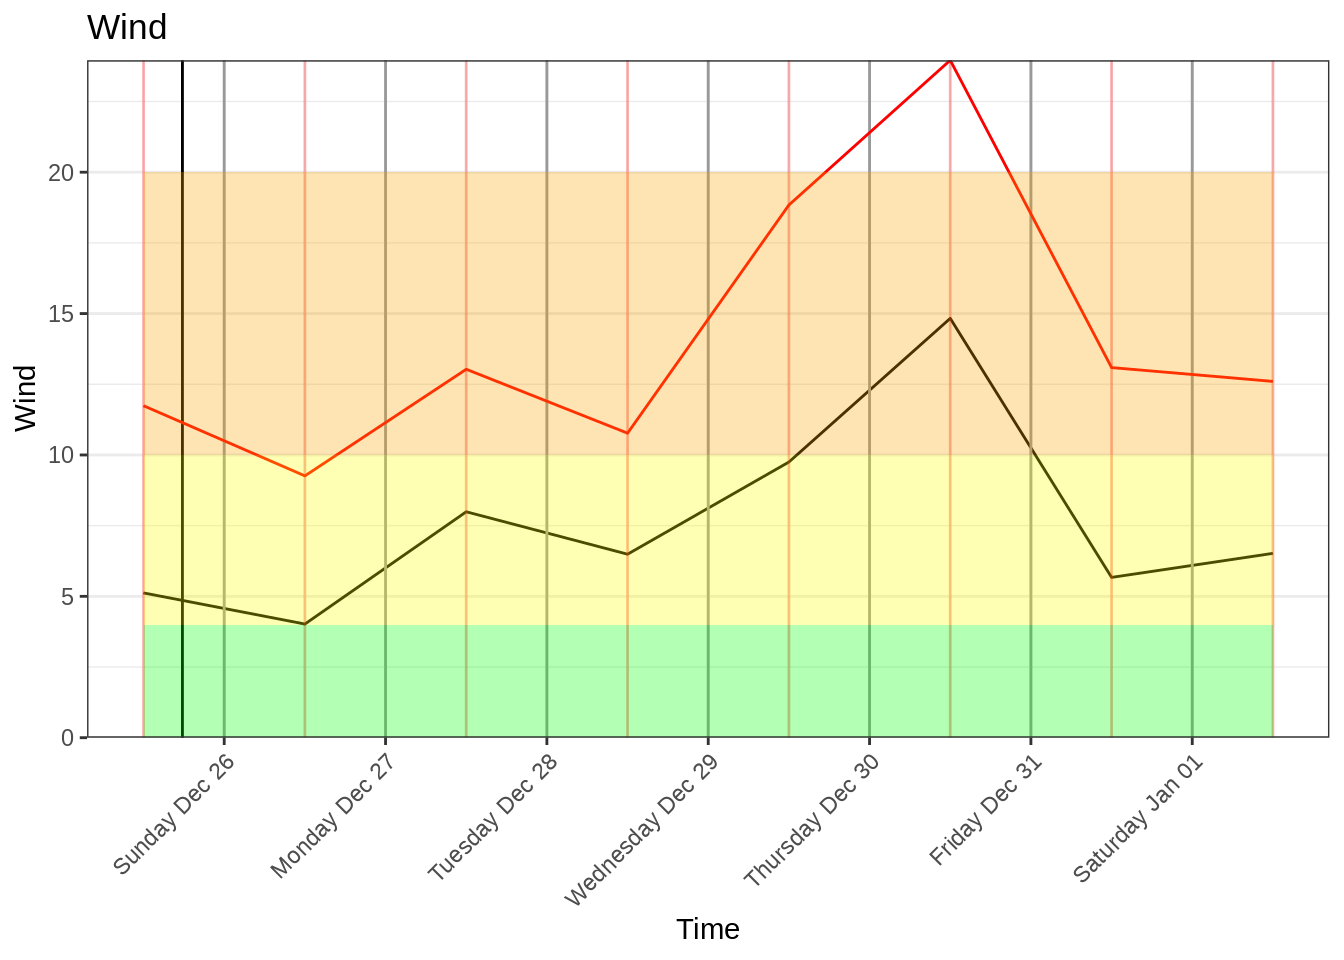 Wind
Wind
20
15
10
5
0
Sunday Dec 26
Monday Dec 27
Tuesday Dec 28
Wednesday Dec 29
Thursday Dec 30
Friday Dec 31
Saturday Jan 01
Time